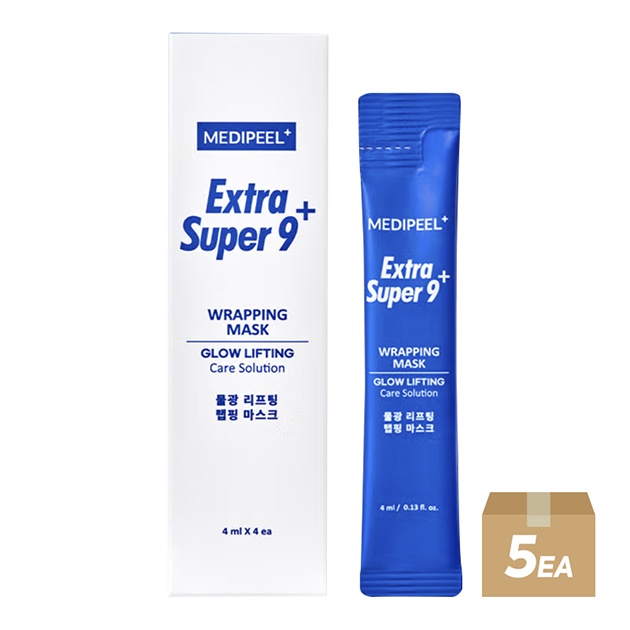 MEDIPEEL+
Extra
Super 9+
WRAPPING
MASK
GLOW LIFTING
Care Solution
물광 리프팅
랩핑 마스크
4 ml X 4 ea
MEDIPEEL+
Extra
Super 9+
WRAPPING
MASK
GLOW LIFTING
Care Solution
물광 리프팅
랩핑 마스크
4 ml / 0.13 fl. oz.
5EA